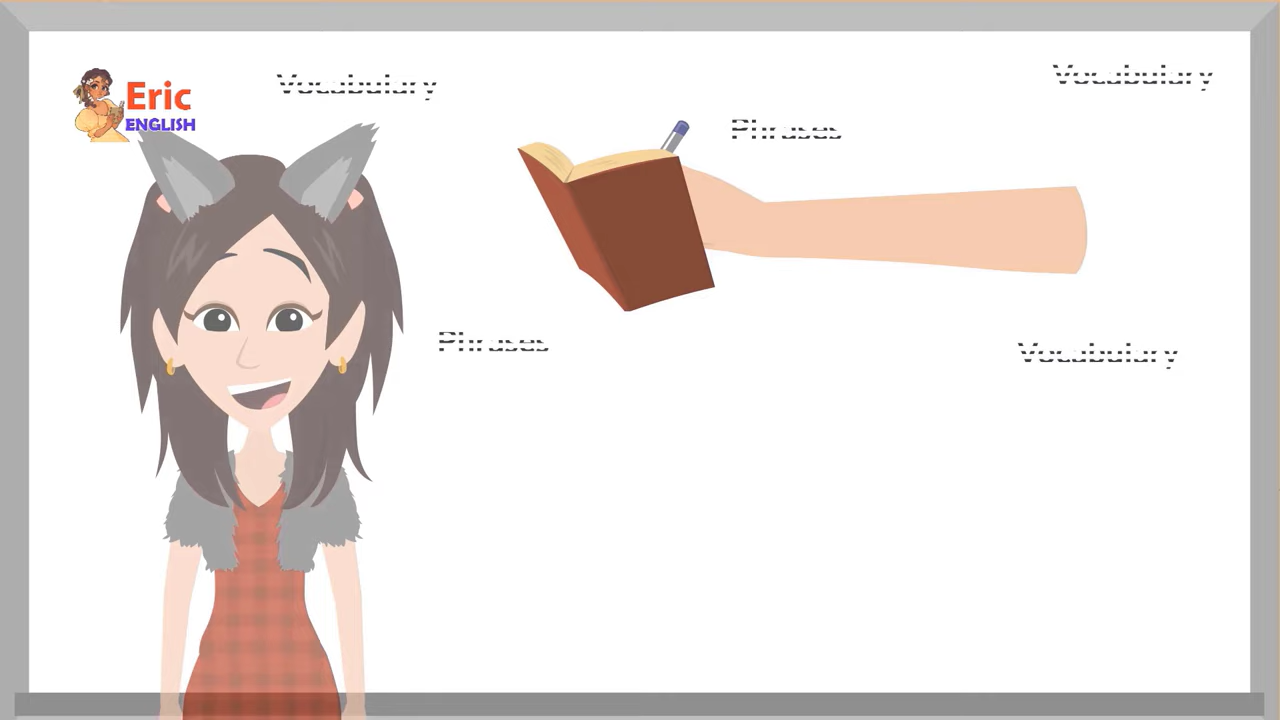 Eric
ENGLISH
Vocabulary
Vocabulary
Phrases
Phrases
Vocabulary